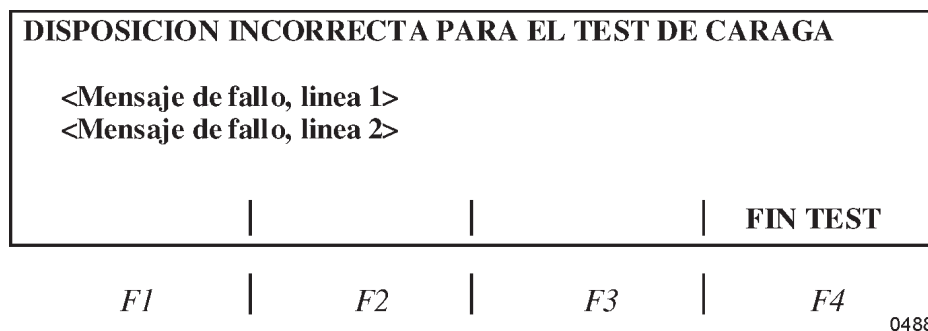 DISPOSICION INCORRECTA PARA EL TEST DE CARAGA
<Mensaje de fallo, linea 1>
<Mensaje de fallo, linea 2>
FIN TEST
F1 F2 F3 F4
0488